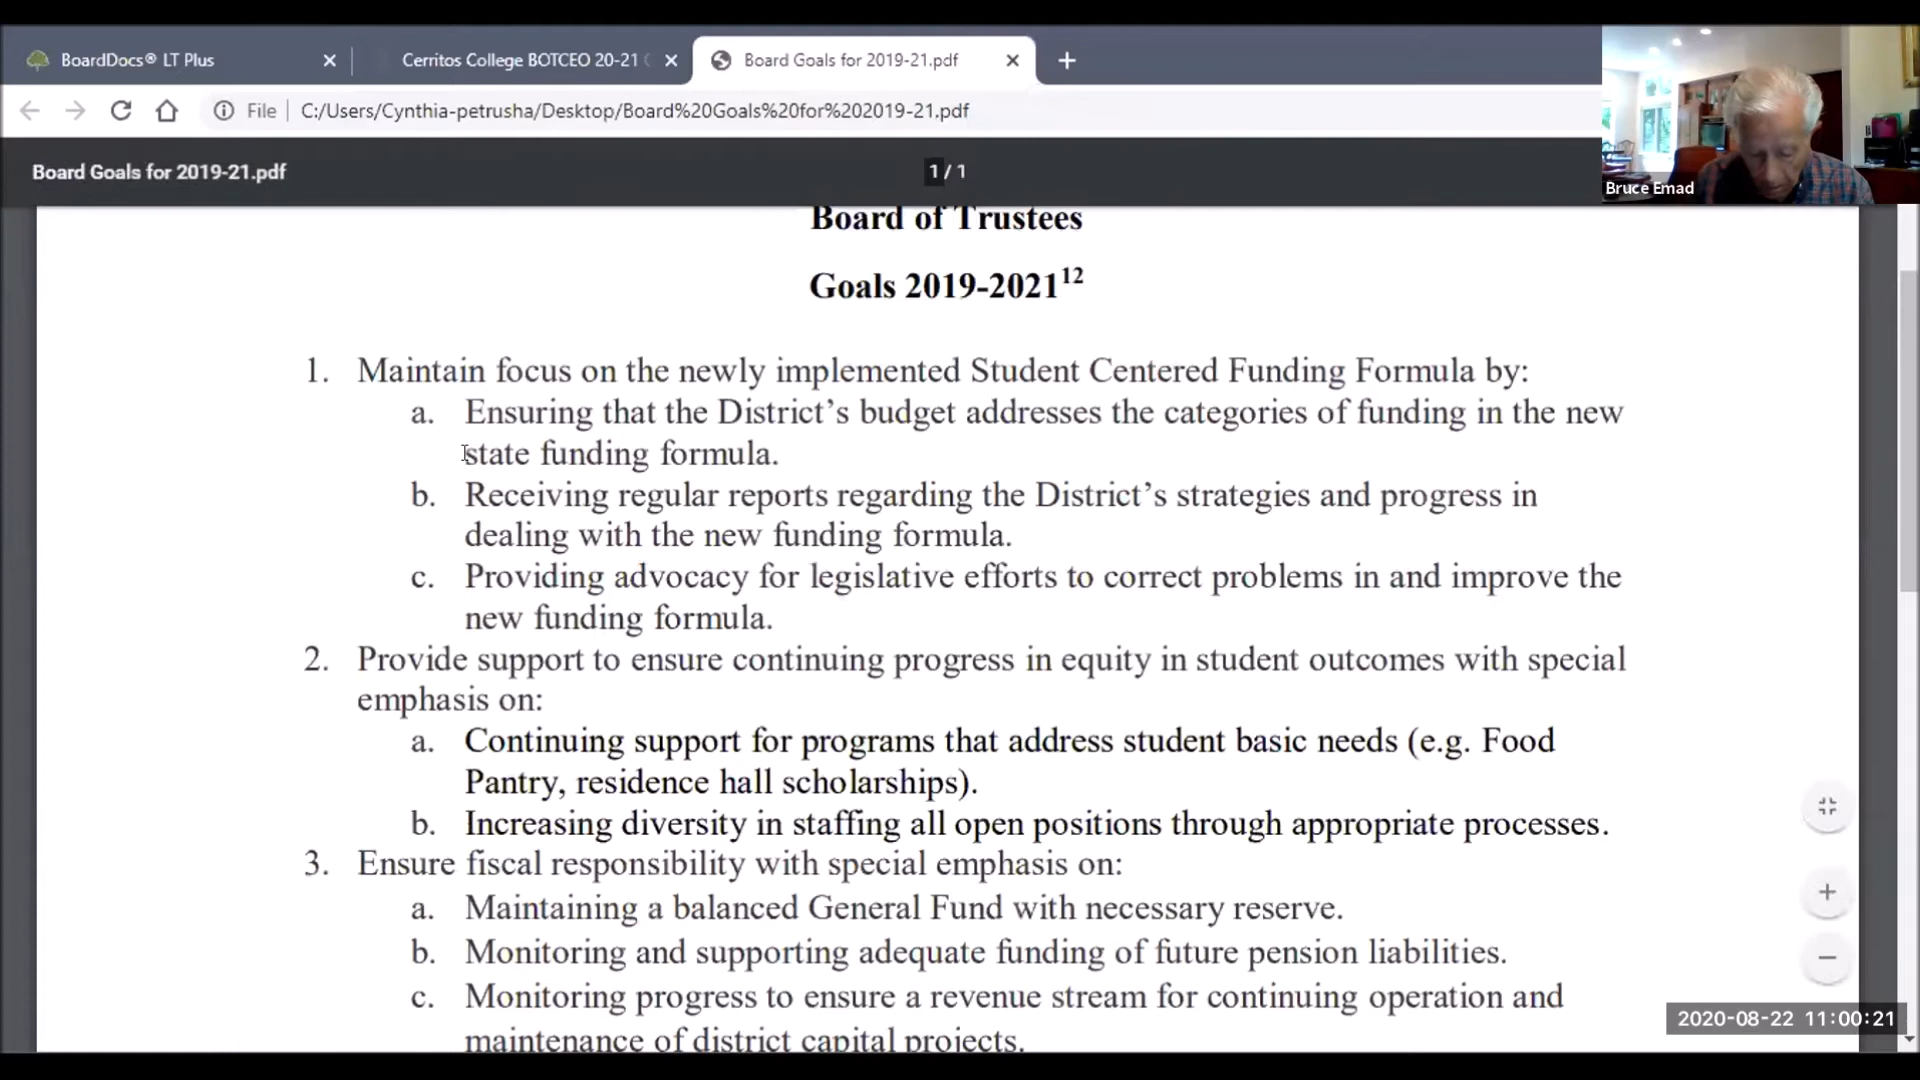 BoardDocs® LT Plus
Cerritos College BOTCEO 20-21
Board Goals for 2019-21.pdf
File
C:/Users/Cynthia-petrusha/Desktop/Board%20Goals%20for%202019-21.pdf
Board Goals for 2019-21.pdf
1 / 1
Bruce Emad
Board of Trustees
Goals 2019-2021¹²
1. Maintain focus on the newly implemented Student Centered Funding Formula by:
a. Ensuring that the District’s budget addresses the categories of funding in the new
state funding formula.
b. Receiving regular reports regarding the District’s strategies and progress in
dealing with the new funding formula.
c. Providing advocacy for legislative efforts to correct problems in and improve the
new funding formula.
2. Provide support to ensure continuing progress in equity in student outcomes with special
emphasis on:
a. Continuing support for programs that address student basic needs (e.g. Food
Pantry, residence hall scholarships).
b. Increasing diversity in staffing all open positions through appropriate processes.
3. Ensure fiscal responsibility with special emphasis on:
a. Maintaining a balanced General Fund with necessary reserve.
b. Monitoring and supporting adequate funding of future pension liabilities.
c. Monitoring progress to ensure a revenue stream for continuing operation and
maintenance of district capital projects.
2020-08-22 11:00:21